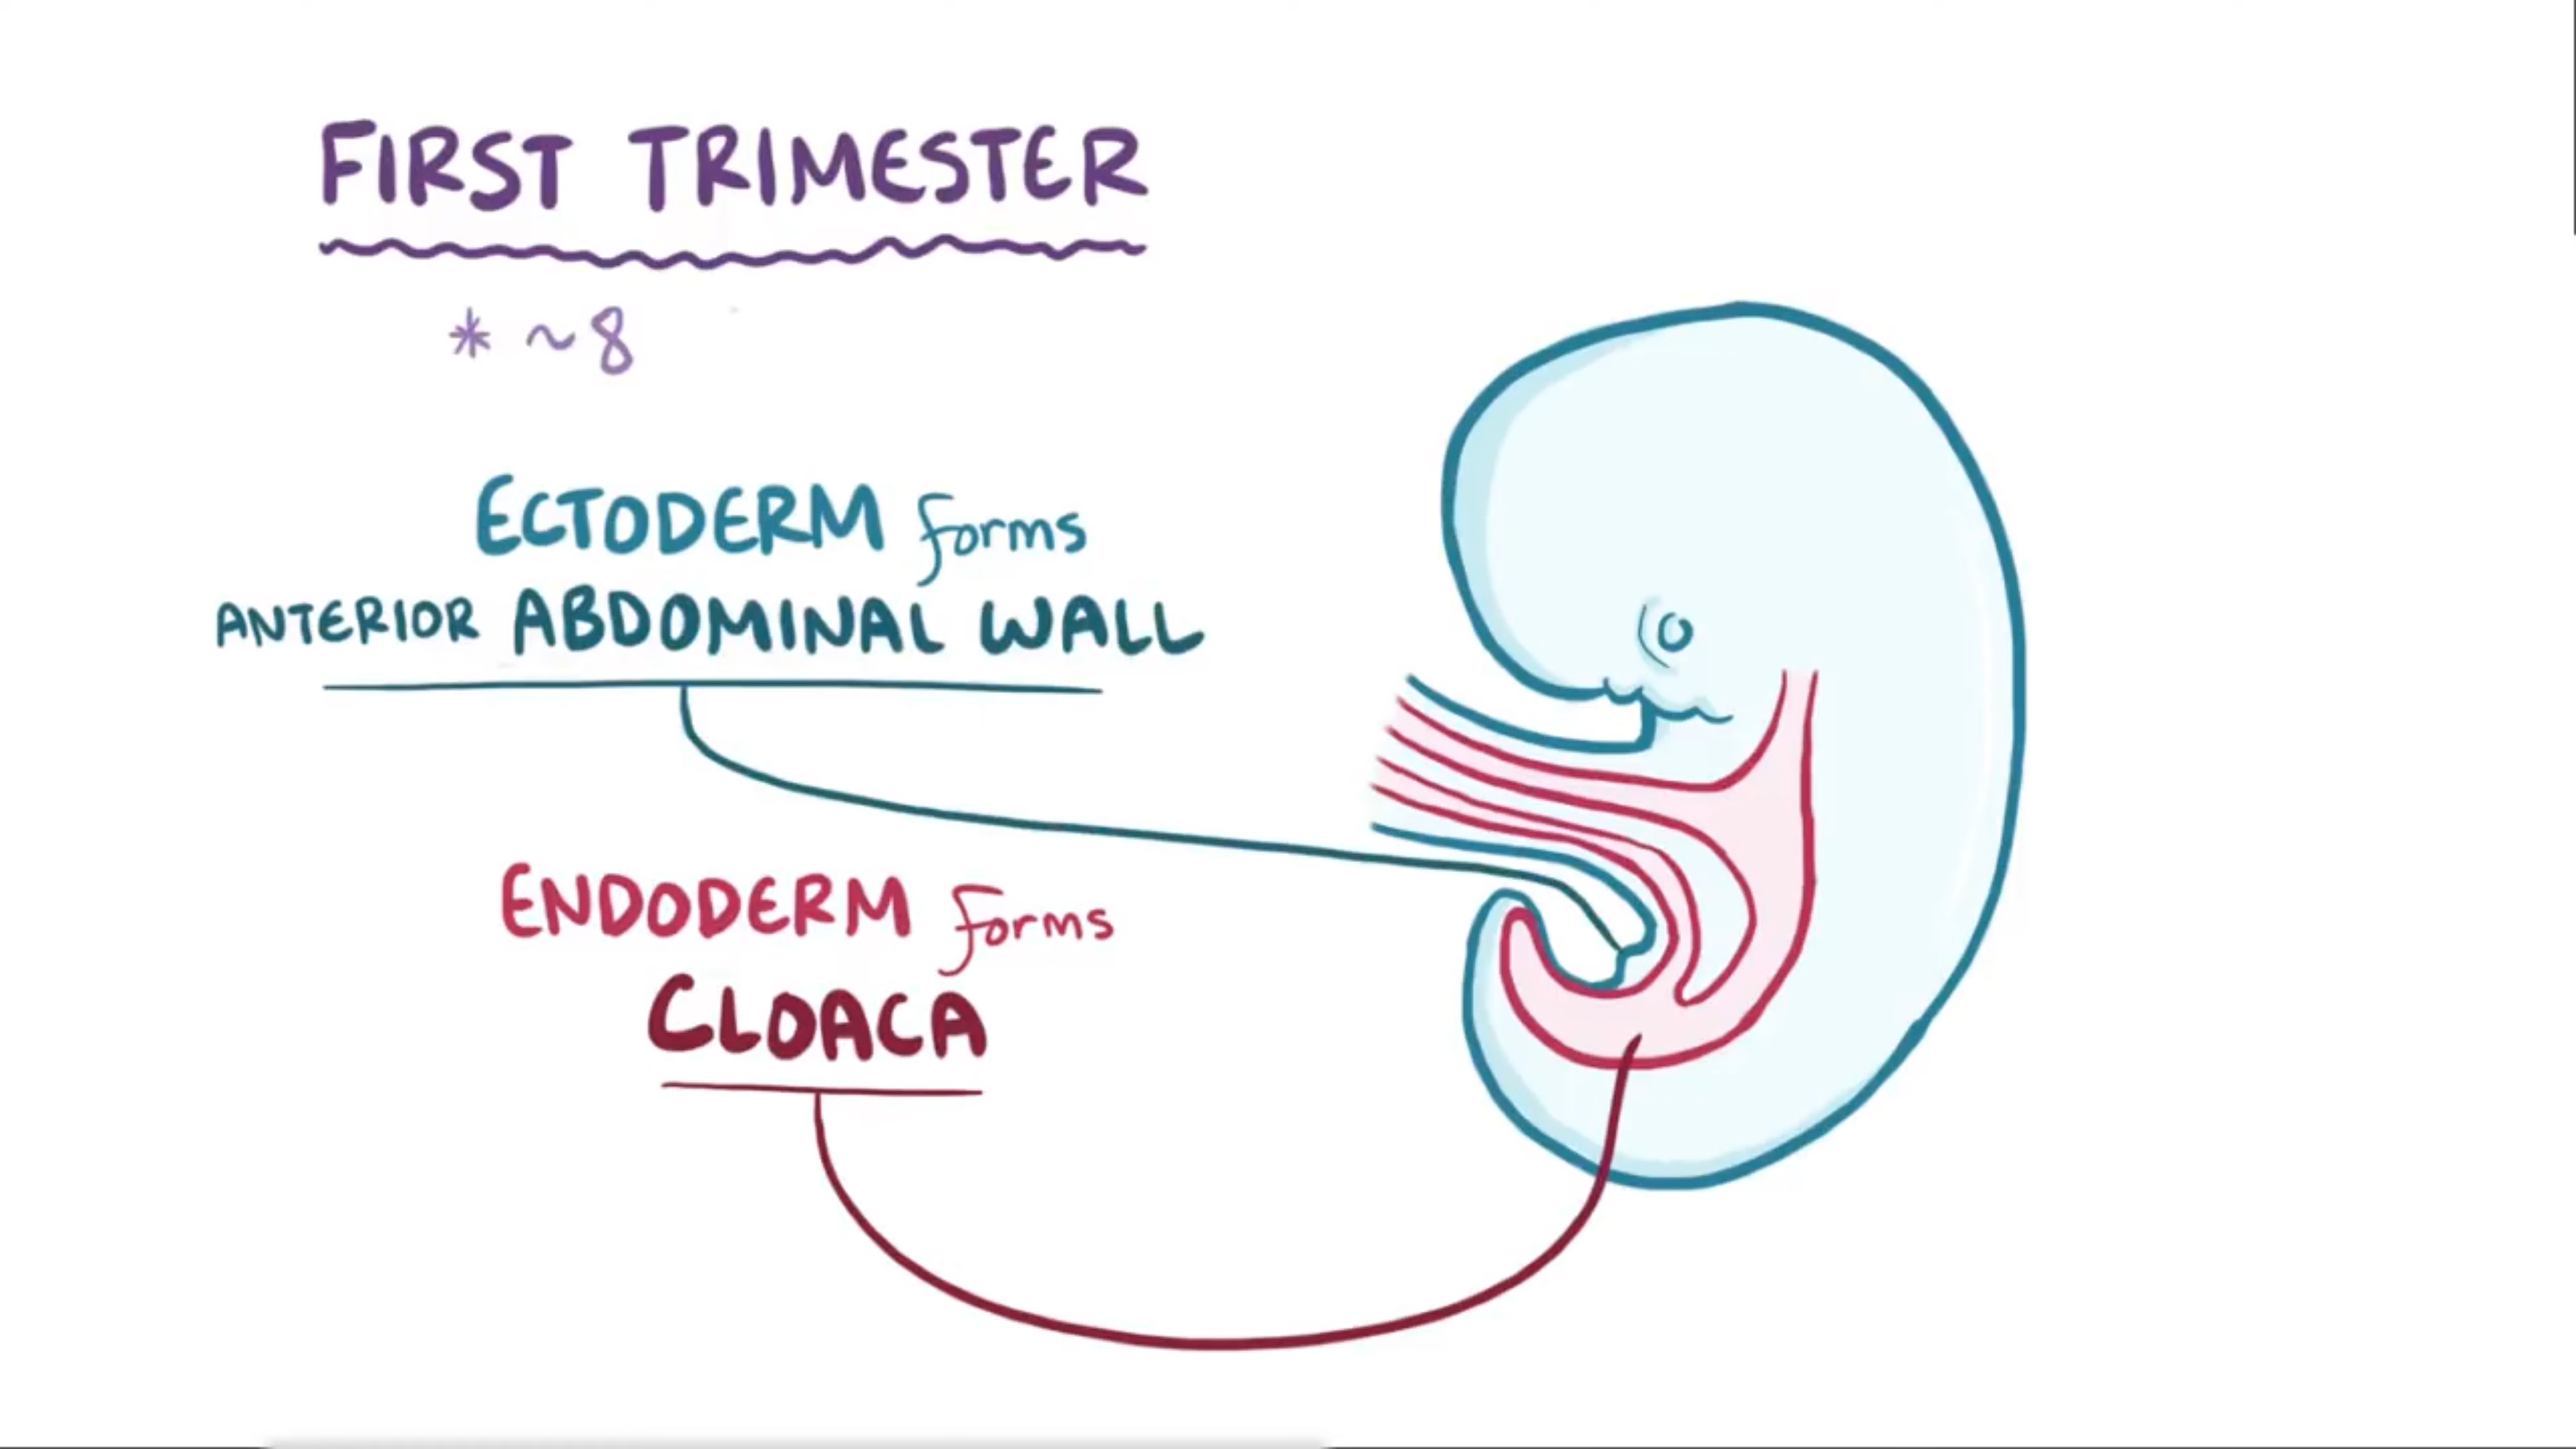 FIRST TRIMESTER
* ~8
ECTODERM forms
ANTERIOR ABDOMINAL WALL
ENDODERM forms
CLOACA